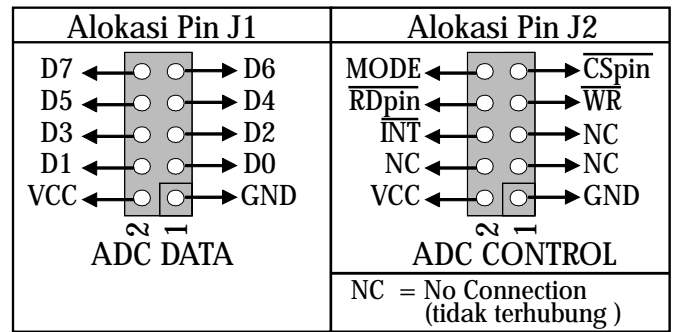 Alokasi Pin J1
Alokasi Pin J2
D7 D6
D5 D4
D3 D2
D1 D0
VCC GND
2 1
ADC DATA
MODE CSpin
RDpin WR
INT NC
NC NC
VCC GND
2 1
ADC CONTROL
NC = No Connection
(tidak terhubung )